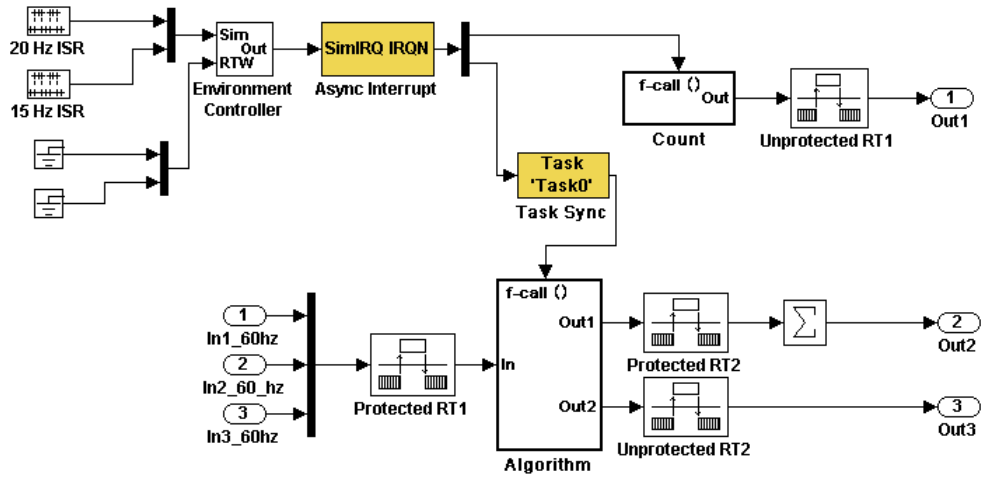 20 Hz ISR
15 Hz ISR
Sim
Out
RTW
Environment
Controller
SimIRQ IRQN
Async Interrupt
f-call ()
Out
Count
Unprotected RT1
1
Out1
Task
'Task0'
Task Sync
1
In1_60hz
2
In2_60_hz
3
In3_60hz
Protected RT1
f-call ()
Out1
In
Out2
Algorithm
Protected RT2
Σ
2
Out2
Unprotected RT2
3
Out3